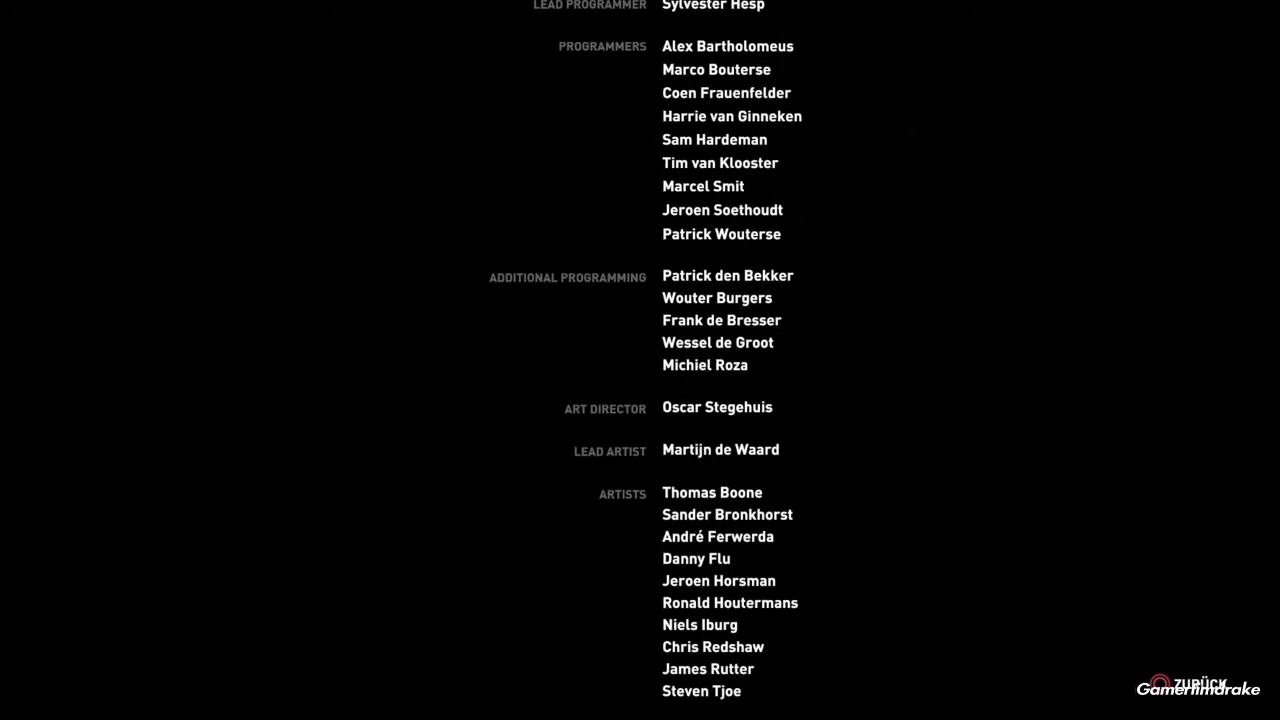 LEAD PROGRAMMER Sylvester Hesp
PROGRAMMERS Alex Bartholomeus
Marco Bouterse
Coen Frauenfelder
Harrie van Ginneken
Sam Hardeman
Tim van Klooster
Marcel Smit
Jeroen Soethoudt
Patrick Wouterse
ADDITIONAL PROGRAMMING Patrick den Bekker
Wouter Burgers
Frank de Bresser
Wessel de Groot
Michiel Roza
ART DIRECTOR Oscar Stegehuis
LEAD ARTIST Martijn de Waard
ARTISTS Thomas Boone
Sander Bronkhorst
André Ferwerda
Danny Flu
Jeroen Horsman
Ronald Houtermans
Niels Iburg
Chris Redshaw
James Rutter
Steven Tjoe
ZURÜCK
Gamertimdrake